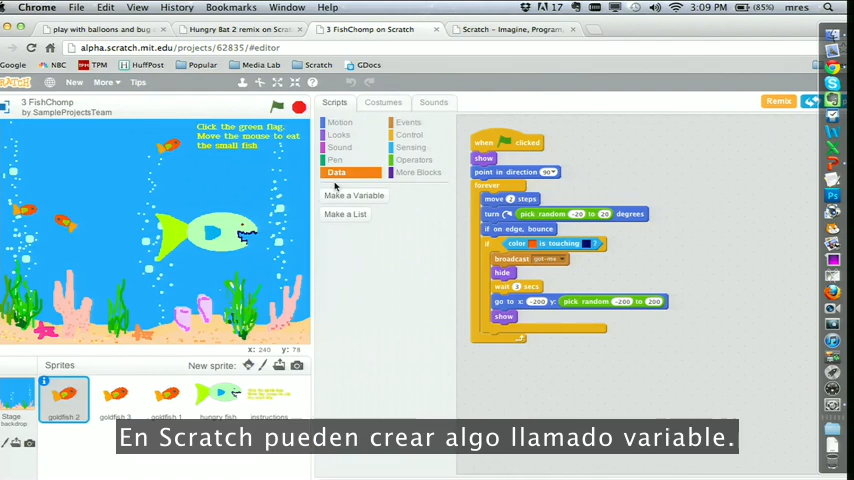 Chrome File Edit View History Bookmarks Window Help 17 3:09 PM (85%) mres
play with balloons and bug Hungry Bat 2 remix on Scratch 3 FishChomp on Scratch Scratch – Imagine, Program,
alpha.scratch.mit.edu/projects/62835/#editor
Google NBC TPM HuffPost Popular Media Lab Scratch GDocs
New More Tips
3 FishChomp
by SampleProjectsTeam
Click the green flag.
Move the mouse to eat
the small fish
x: 240 y: 78
Sprites New sprite:
Stage
backdrop
goldfish 2 goldfish 3 goldfish 1 hungry fish instructions
Scripts Costumes Sounds
Motion Events
Looks Control
Sound Sensing
Pen Operators
Data More Blocks
Make a Variable
Make a List
Remix
when clicked
show
point in direction 90
forever
move 2 steps
turn pick random -20 to 20 degrees
if on edge, bounce
if color is touching ?
broadcast got-me
hide
wait 3 secs
go to x: -200 y: pick random -200 to 200
show
En Scratch pueden crear algo llamado variable.